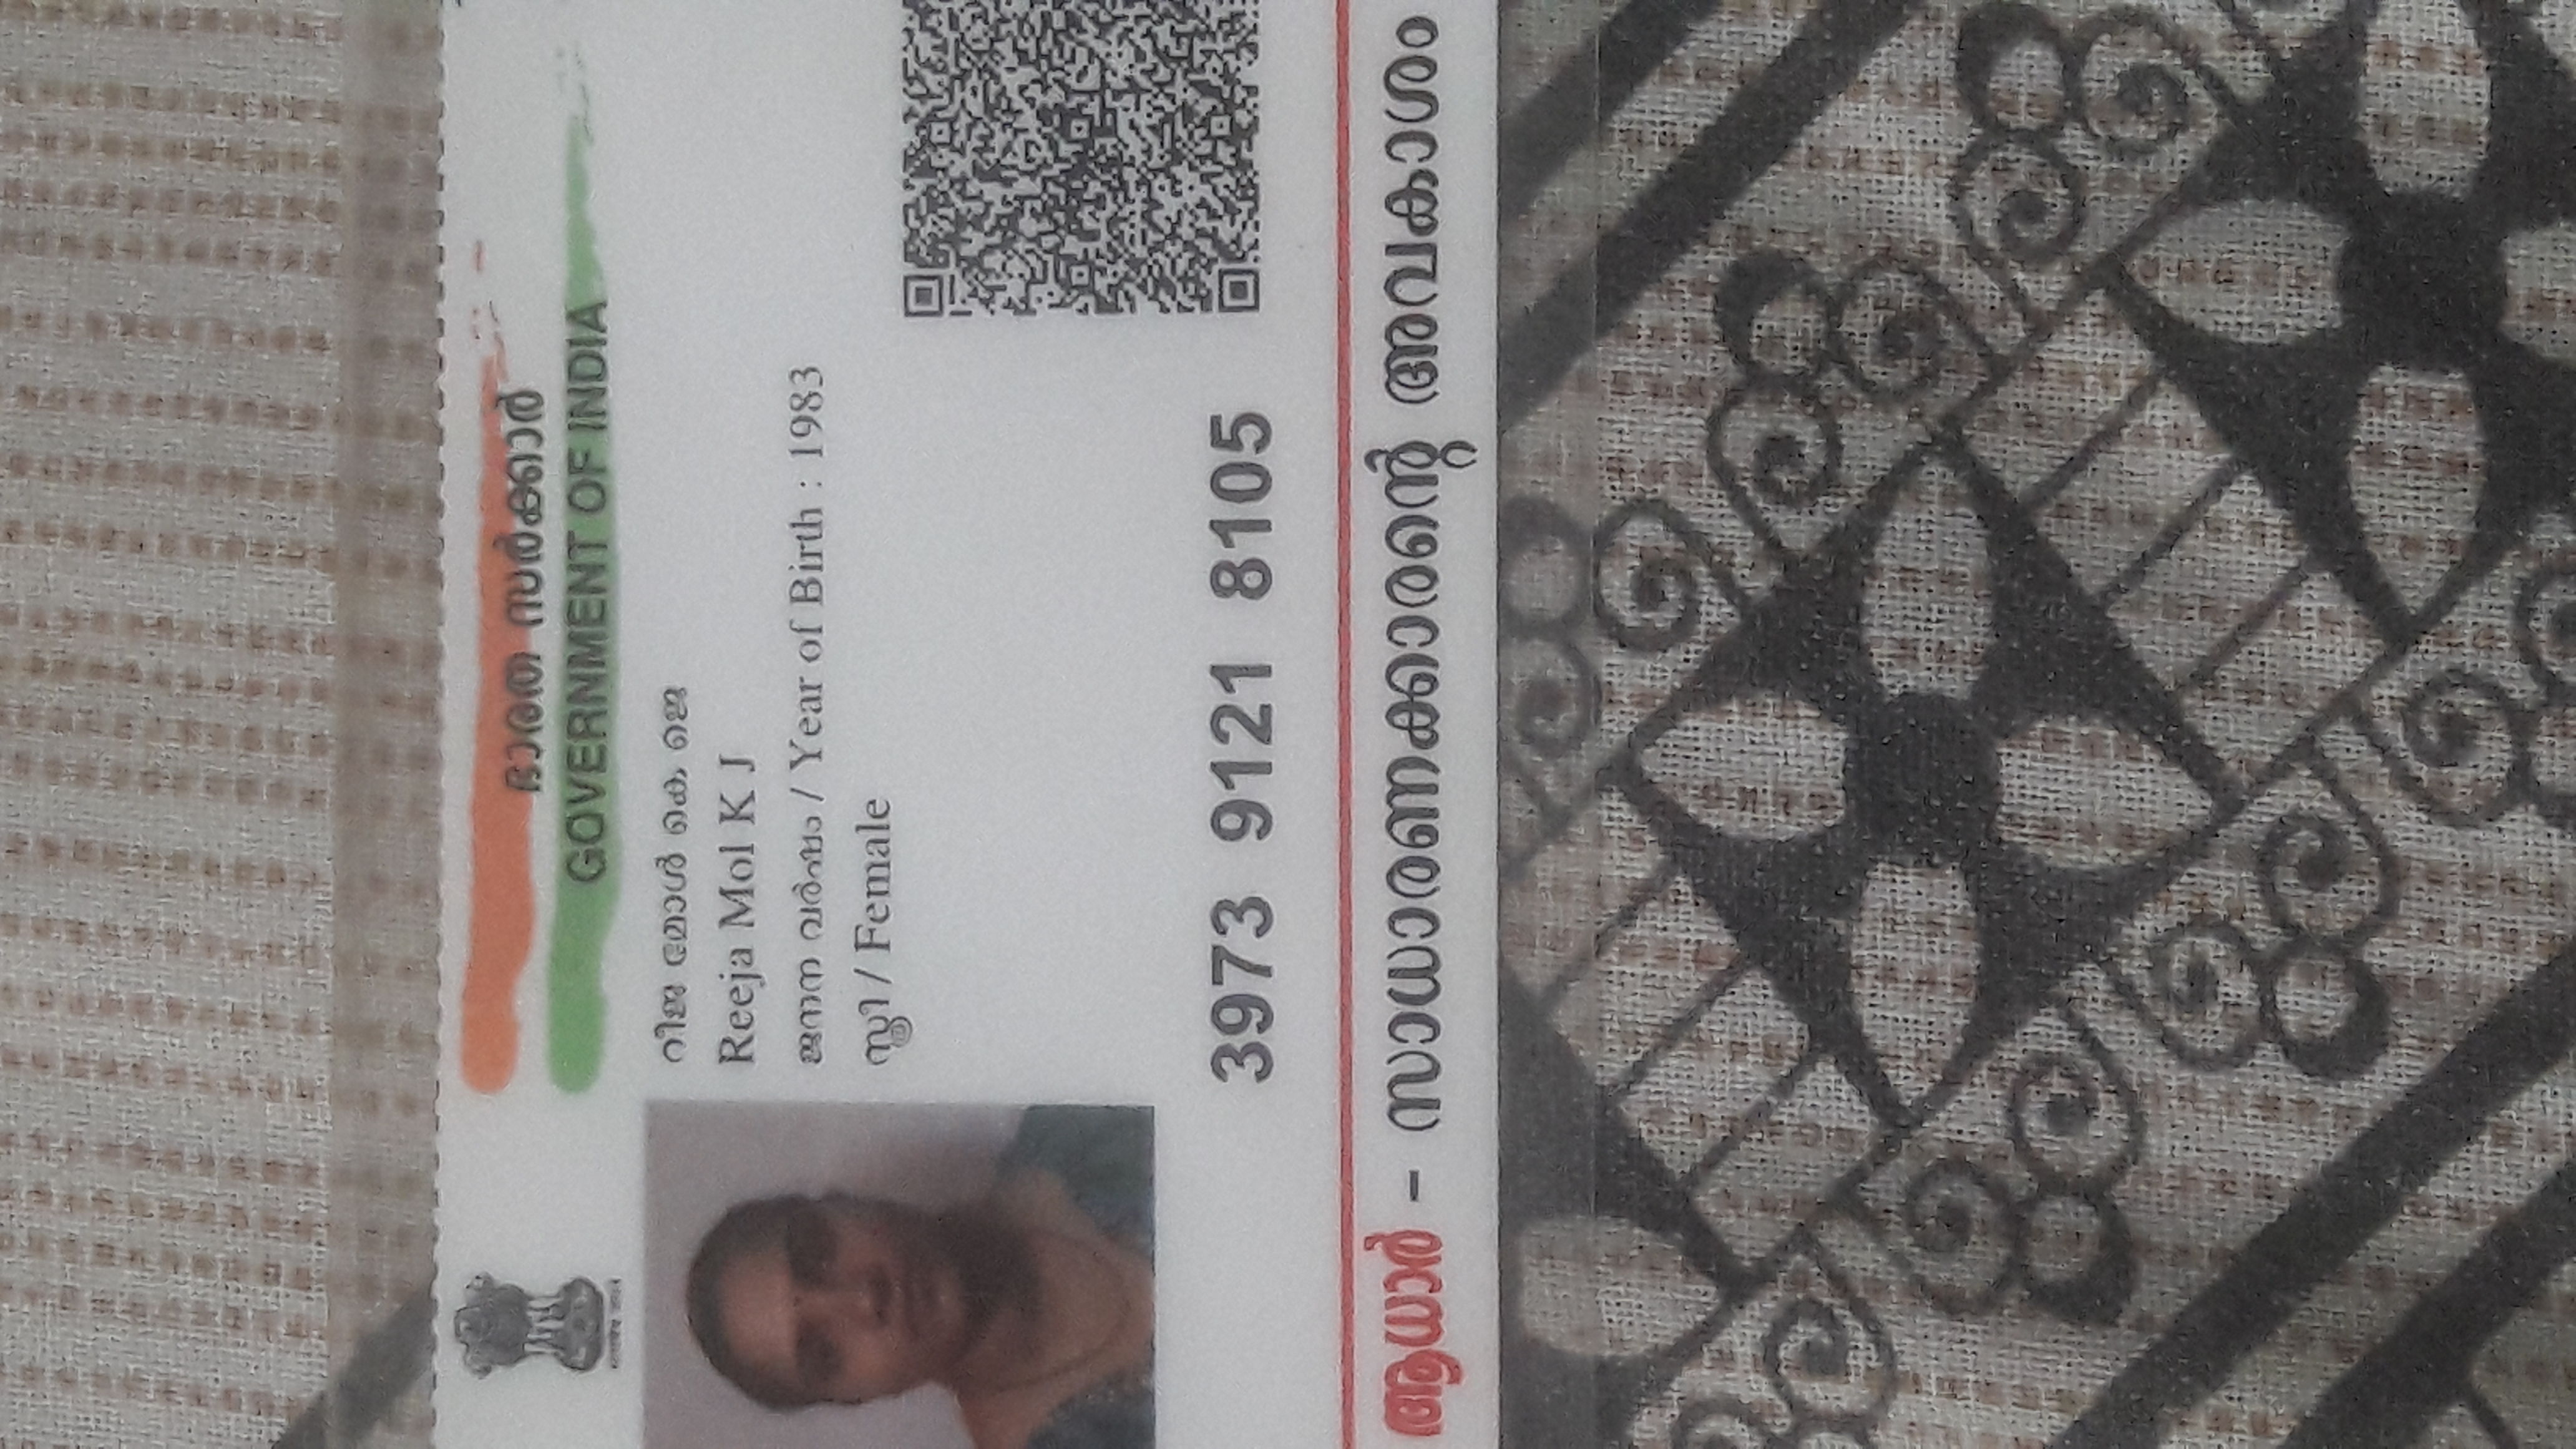 ഭാരത സർക്കാർ
GOVERNMENT OF INDIA
റീജ മോൾ കെ ജെ
Reeja Mol K J
ജനന വർഷം / Year of Birth : 1983
സ്ത്രീ / Female
3973 9121 8105
ആധാർ - സാധാരണക്കാരന്റെ അവകാശം